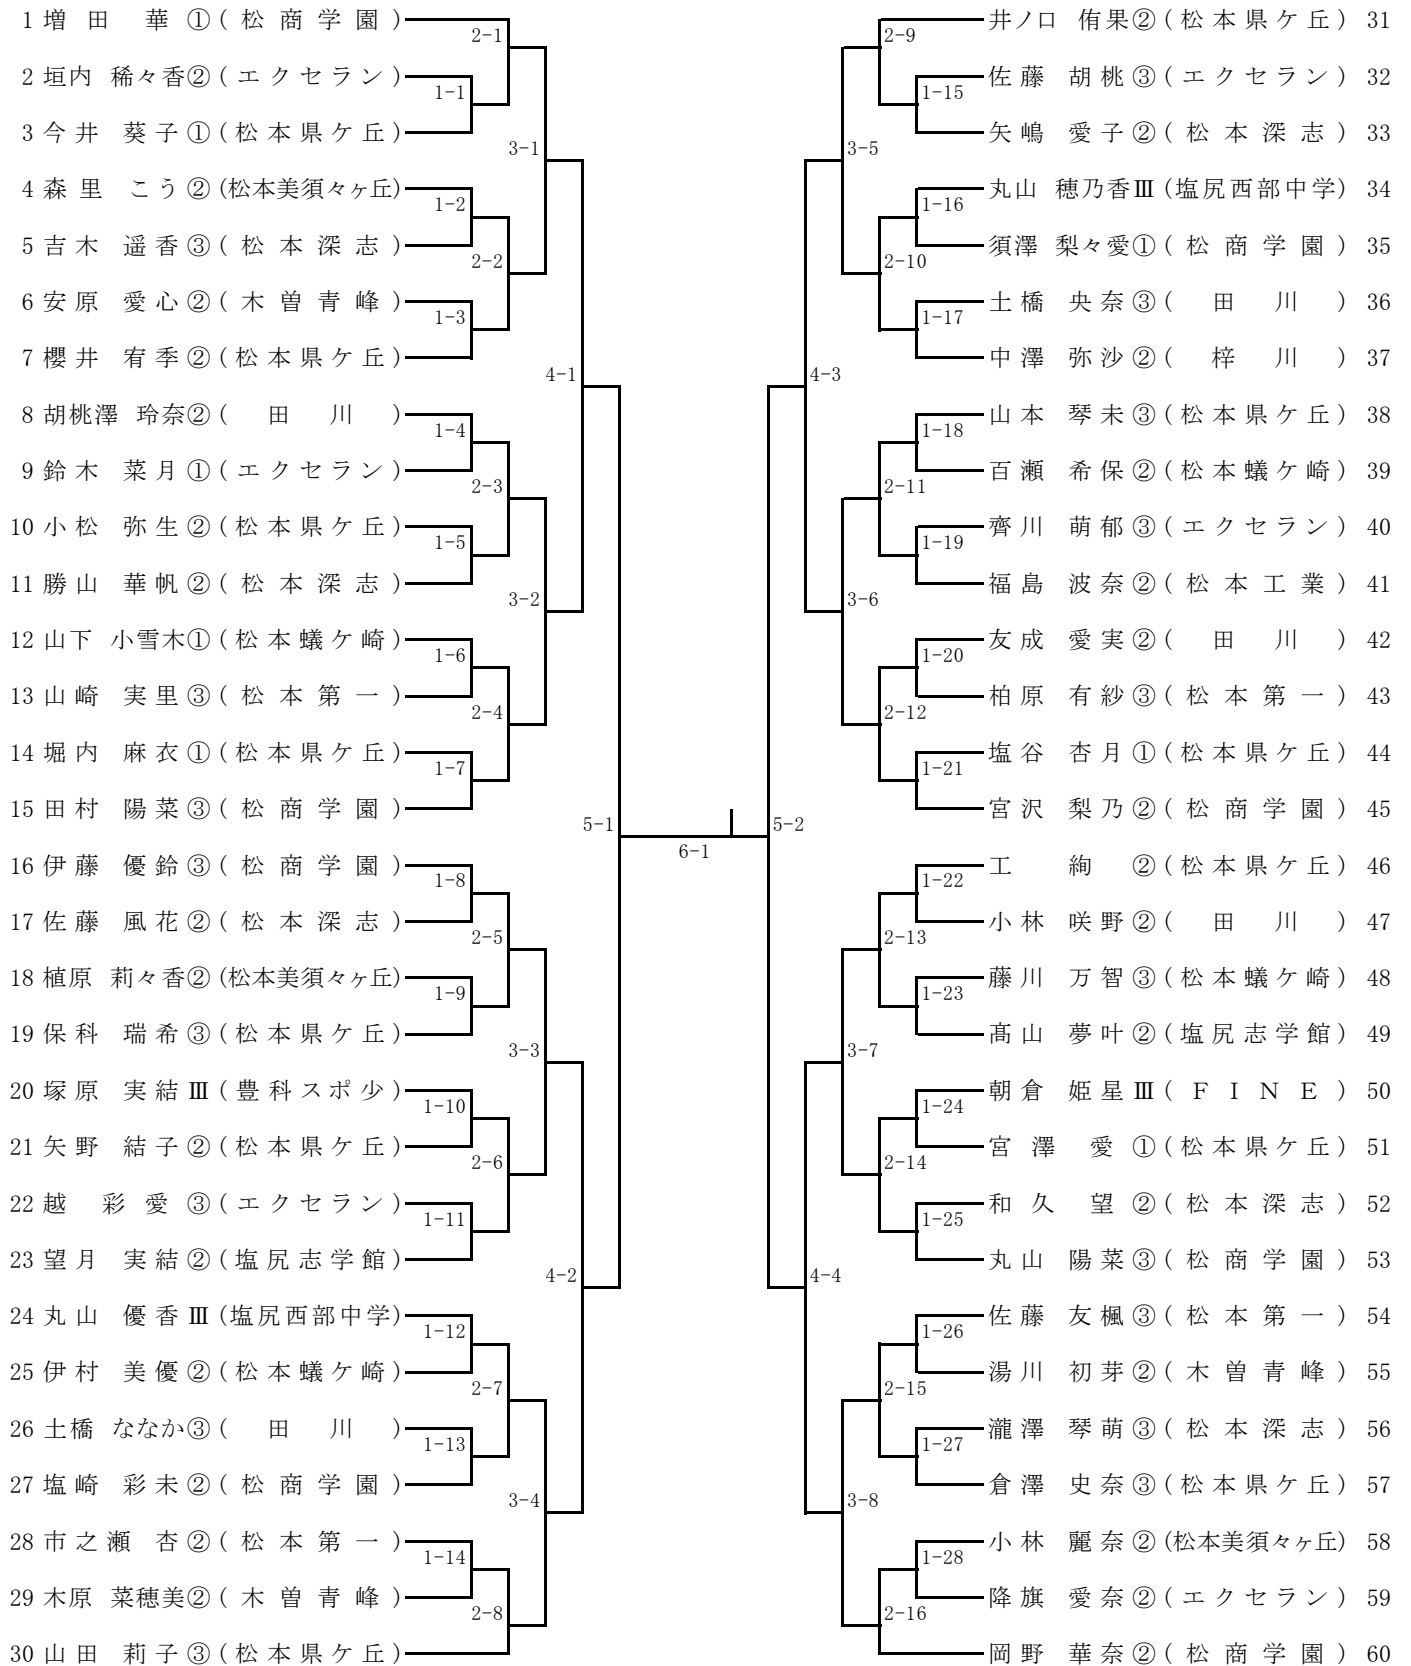 1 増田 華 ① (松商学園)
2-1
2 垣内 稀々香② (エクセラン)
1-1
3 今井 葵子 ① (松本県ケ丘)
3-1
4 森里 こう ② (松本美須々ヶ丘)
1-2
5 吉木 遥香 ③ (松本深志)
2-2
6 安原 愛心 ② (木曽青峰)
1-3
7 櫻井 宥季 ② (松本県ケ丘)
4-1
8 胡桃澤 玲奈② (田川)
1-4
9 鈴木 菜月 ① (エクセラン)
2-3
10 小松 弥生 ② (松本県ケ丘)
1-5
11 勝山 華帆 ② (松本深志)
3-2
12 山下 小雪木① (松本蟻ケ崎)
1-6
13 山崎 実里 ③ (松本第一)
2-4
14 堀内 麻衣 ① (松本県ケ丘)
1-7
15 田村 陽菜 ③ (松商学園)
5-1
16 伊藤 優鈴 ③ (松商学園)
1-8
17 佐藤 風花 ② (松本深志)
2-5
18 植原 莉々香② (松本美須々ヶ丘)
1-9
19 保科 瑞希 ③ (松本県ケ丘)
3-3
20 塚原 実結 Ⅲ (豊科スポ少)
1-10
21 矢野 結子 ② (松本県ケ丘)
2-6
22 越 彩愛 ③ (エクセラン)
1-11
23 望月 実結 ② (塩尻志学館)
4-2
24 丸山 優香 Ⅲ (塩尻西部中学)
1-12
25 伊村 美優 ② (松本蟻ケ崎)
2-7
26 土橋 ななか③ (田川)
1-13
27 塩崎 彩未 ② (松商学園)
3-4
28 市之瀬 杏 ② (松本第一)
1-14
29 木原 菜穂美② (木曽青峰)
2-8
30 山田 莉子 ③ (松本県ケ丘)
6-1
井ノ口 侑果② (松本県ケ丘) 31
2-9
佐藤 胡桃 ③ (エクセラン) 32
1-15
矢嶋 愛子 ② (松本深志) 33
3-5
丸山 穂乃香Ⅲ (塩尻西部中学) 34
1-16
須澤 梨々愛① (松商学園) 35
2-10
土橋 央奈 ③ (田川) 36
1-17
中澤 弥沙 ② (梓川) 37
4-3
山本 琴未 ③ (松本県ケ丘) 38
1-18
百瀬 希保 ② (松本蟻ケ崎) 39
2-11
齊川 萌郁 ③ (エクセラン) 40
1-19
福島 波奈 ② (松本工業) 41
3-6
友成 愛実 ② (田川) 42
1-20
柏原 有紗 ③ (松本第一) 43
2-12
塩谷 杏月 ① (松本県ケ丘) 44
1-21
宮沢 梨乃 ② (松商学園) 45
5-2
工 絢 ② (松本県ケ丘) 46
1-22
小林 咲野 ② (田川) 47
2-13
藤川 万智 ③ (松本蟻ケ崎) 48
1-23
髙山 夢叶 ② (塩尻志学館) 49
3-7
朝倉 姫星 Ⅲ (ＦＩＮＥ) 50
1-24
宮澤 愛 ① (松本県ケ丘) 51
2-14
和久 望 ② (松本深志) 52
1-25
丸山 陽菜 ③ (松商学園) 53
4-4
佐藤 友楓 ③ (松本第一) 54
1-26
湯川 初芽 ② (木曽青峰) 55
2-15
瀧澤 琴萌 ③ (松本深志) 56
1-27
倉澤 史奈 ③ (松本県ケ丘) 57
3-8
小林 麗奈 ② (松本美須々ヶ丘) 58
1-28
降旗 愛奈 ② (エクセラン) 59
2-16
岡野 華奈 ② (松商学園) 60